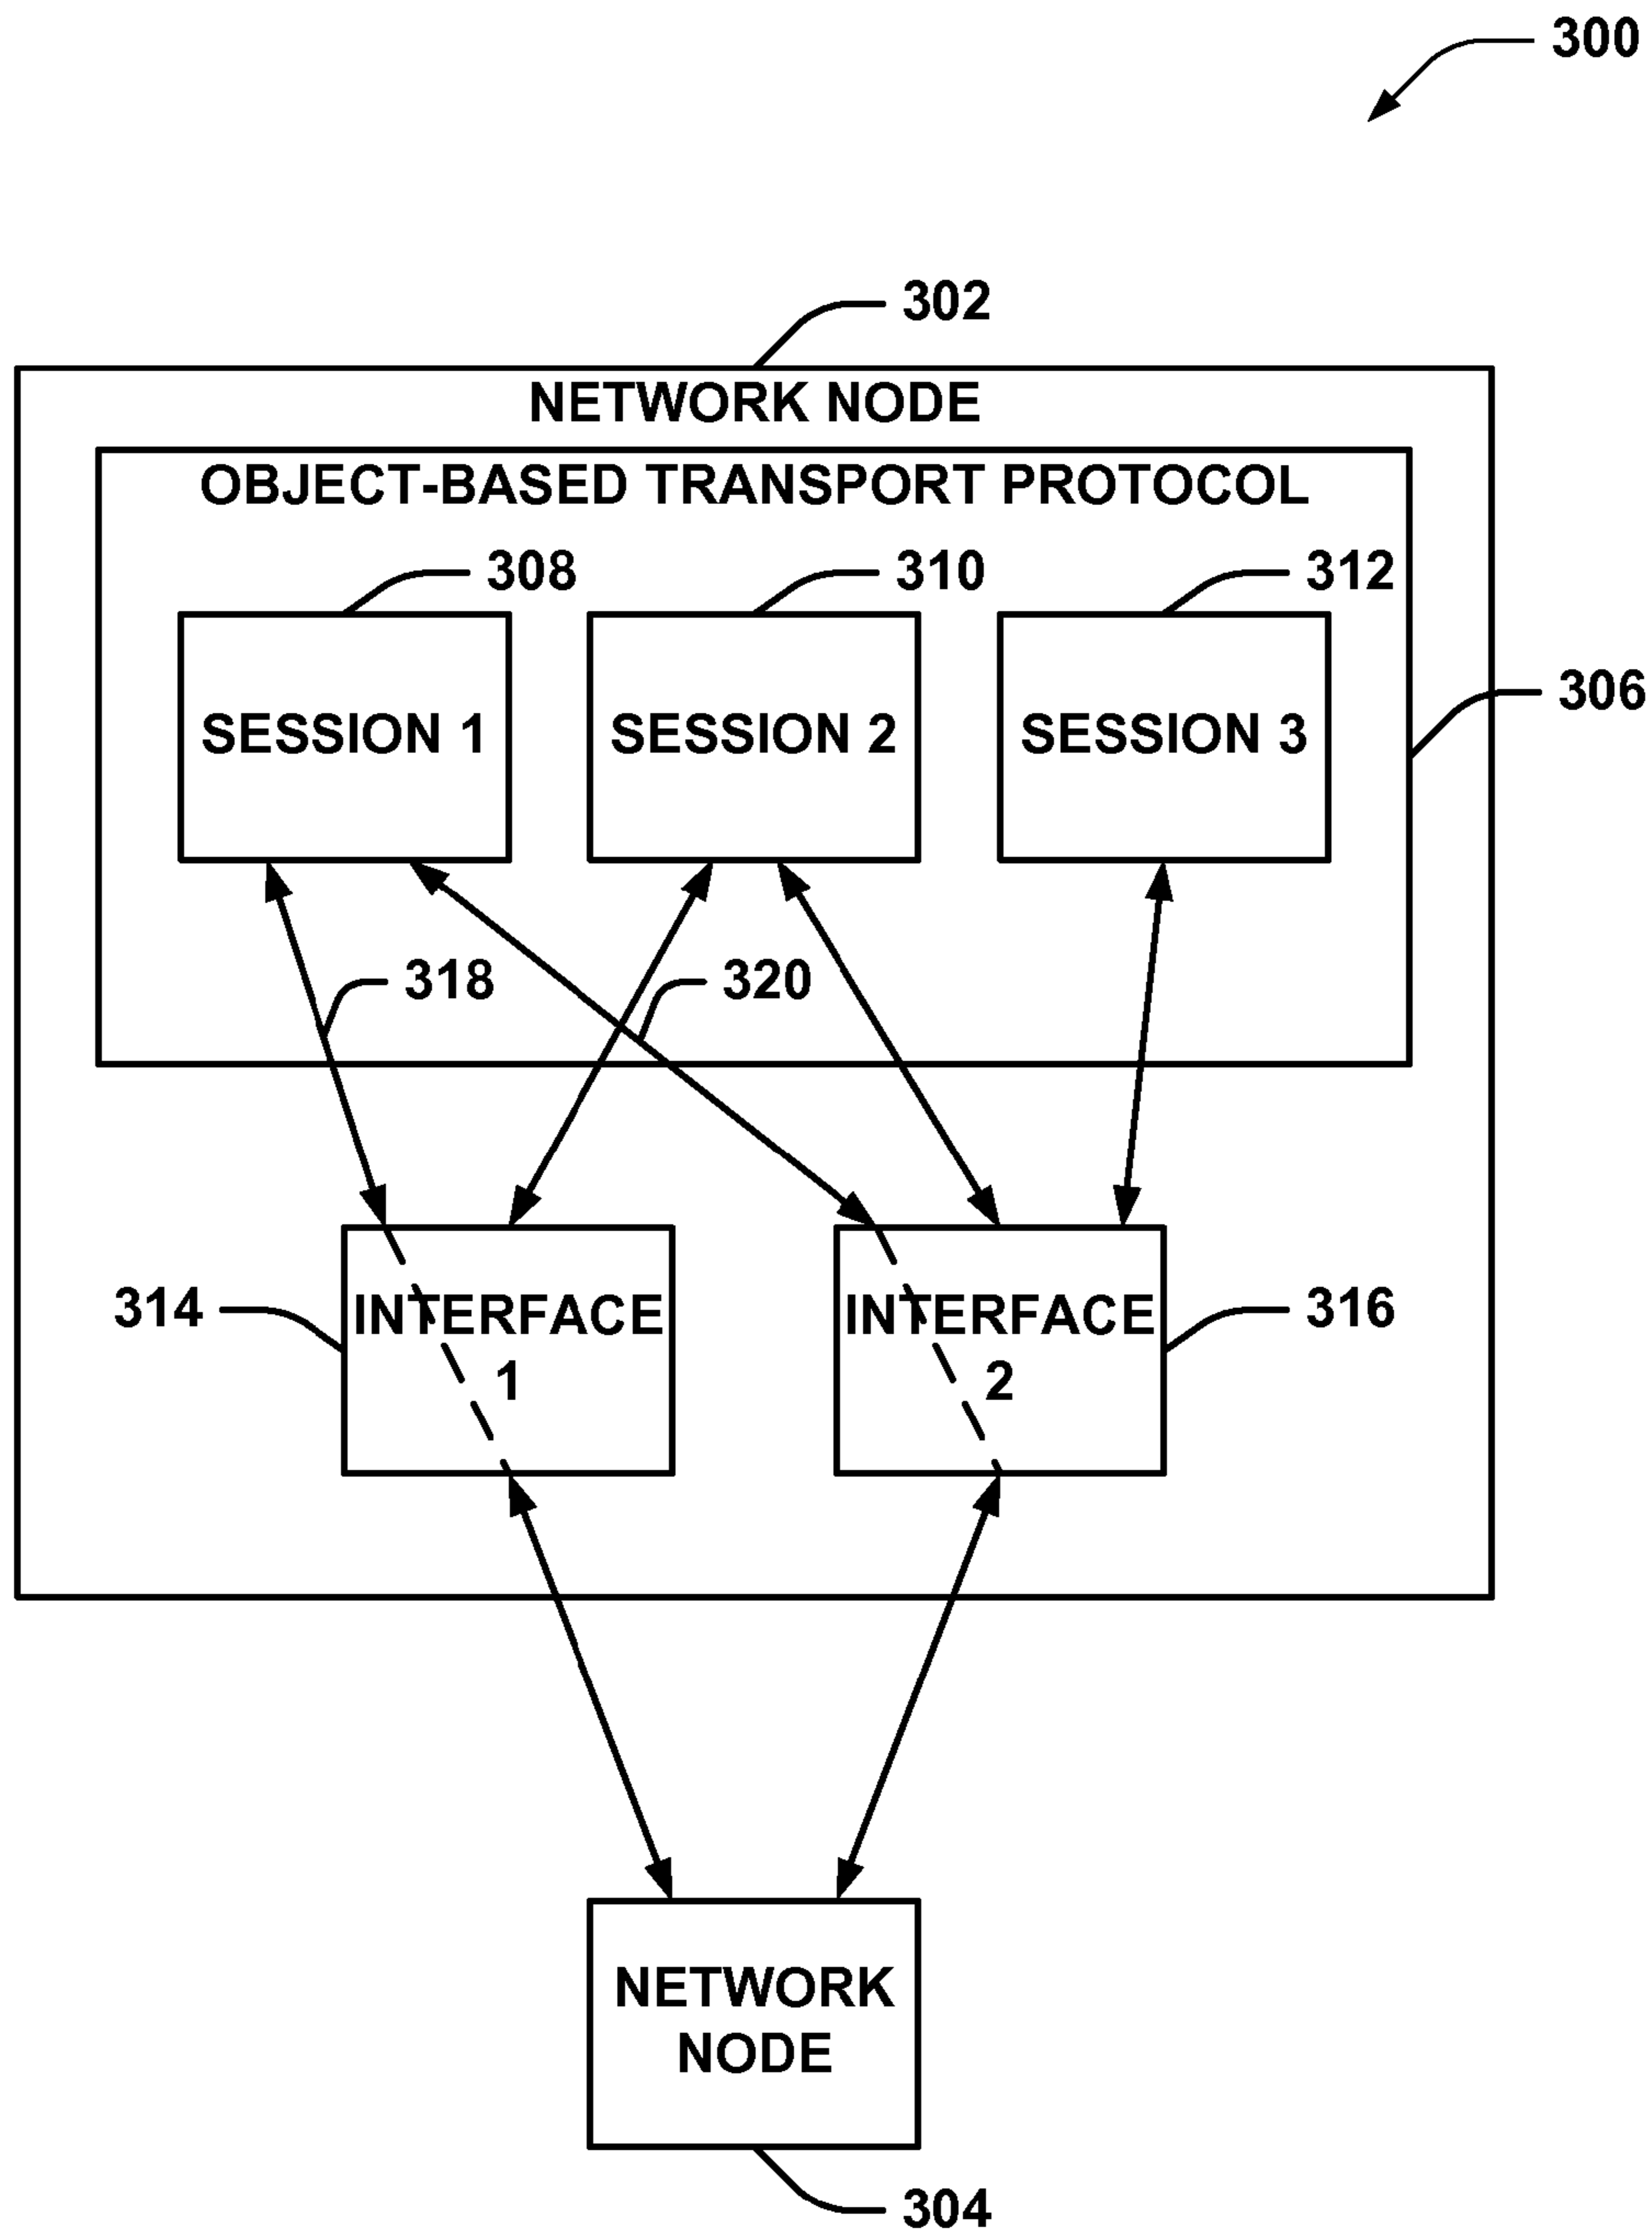 300
302
NETWORK NODE
OBJECT-BASED TRANSPORT PROTOCOL
308
310
312
306
SESSION 1
SESSION 2
SESSION 3
318
320
314
INTERFACE
1
INTERFACE
2
316
NETWORK
NODE
304